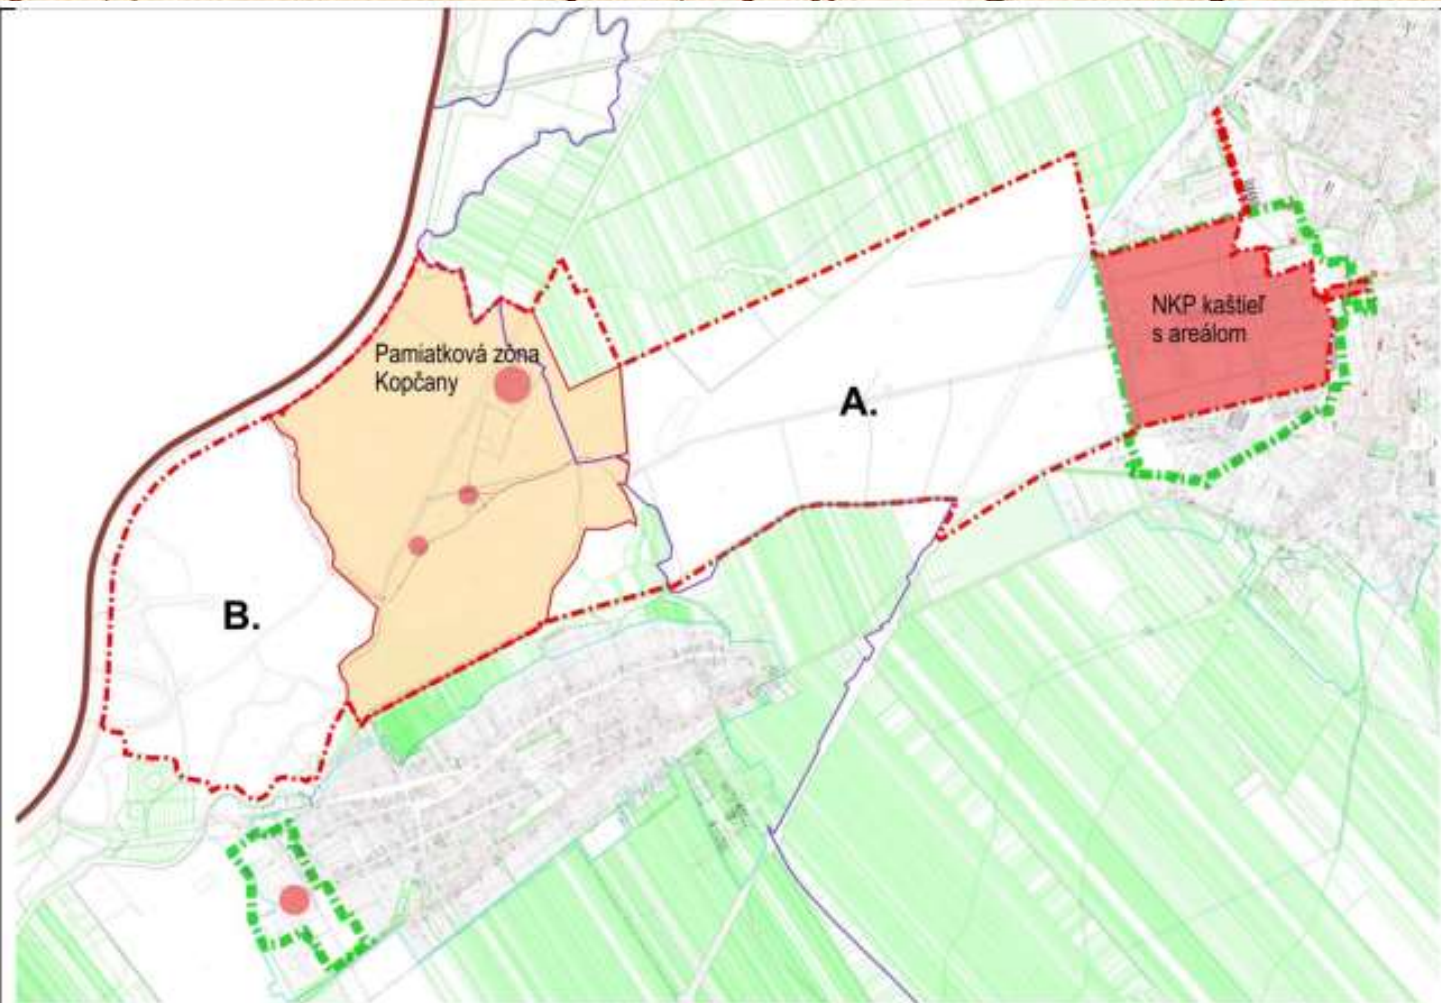 NKP kaštieľ
s areálom
Pamiatková zóna
Kopčany
A.
B.